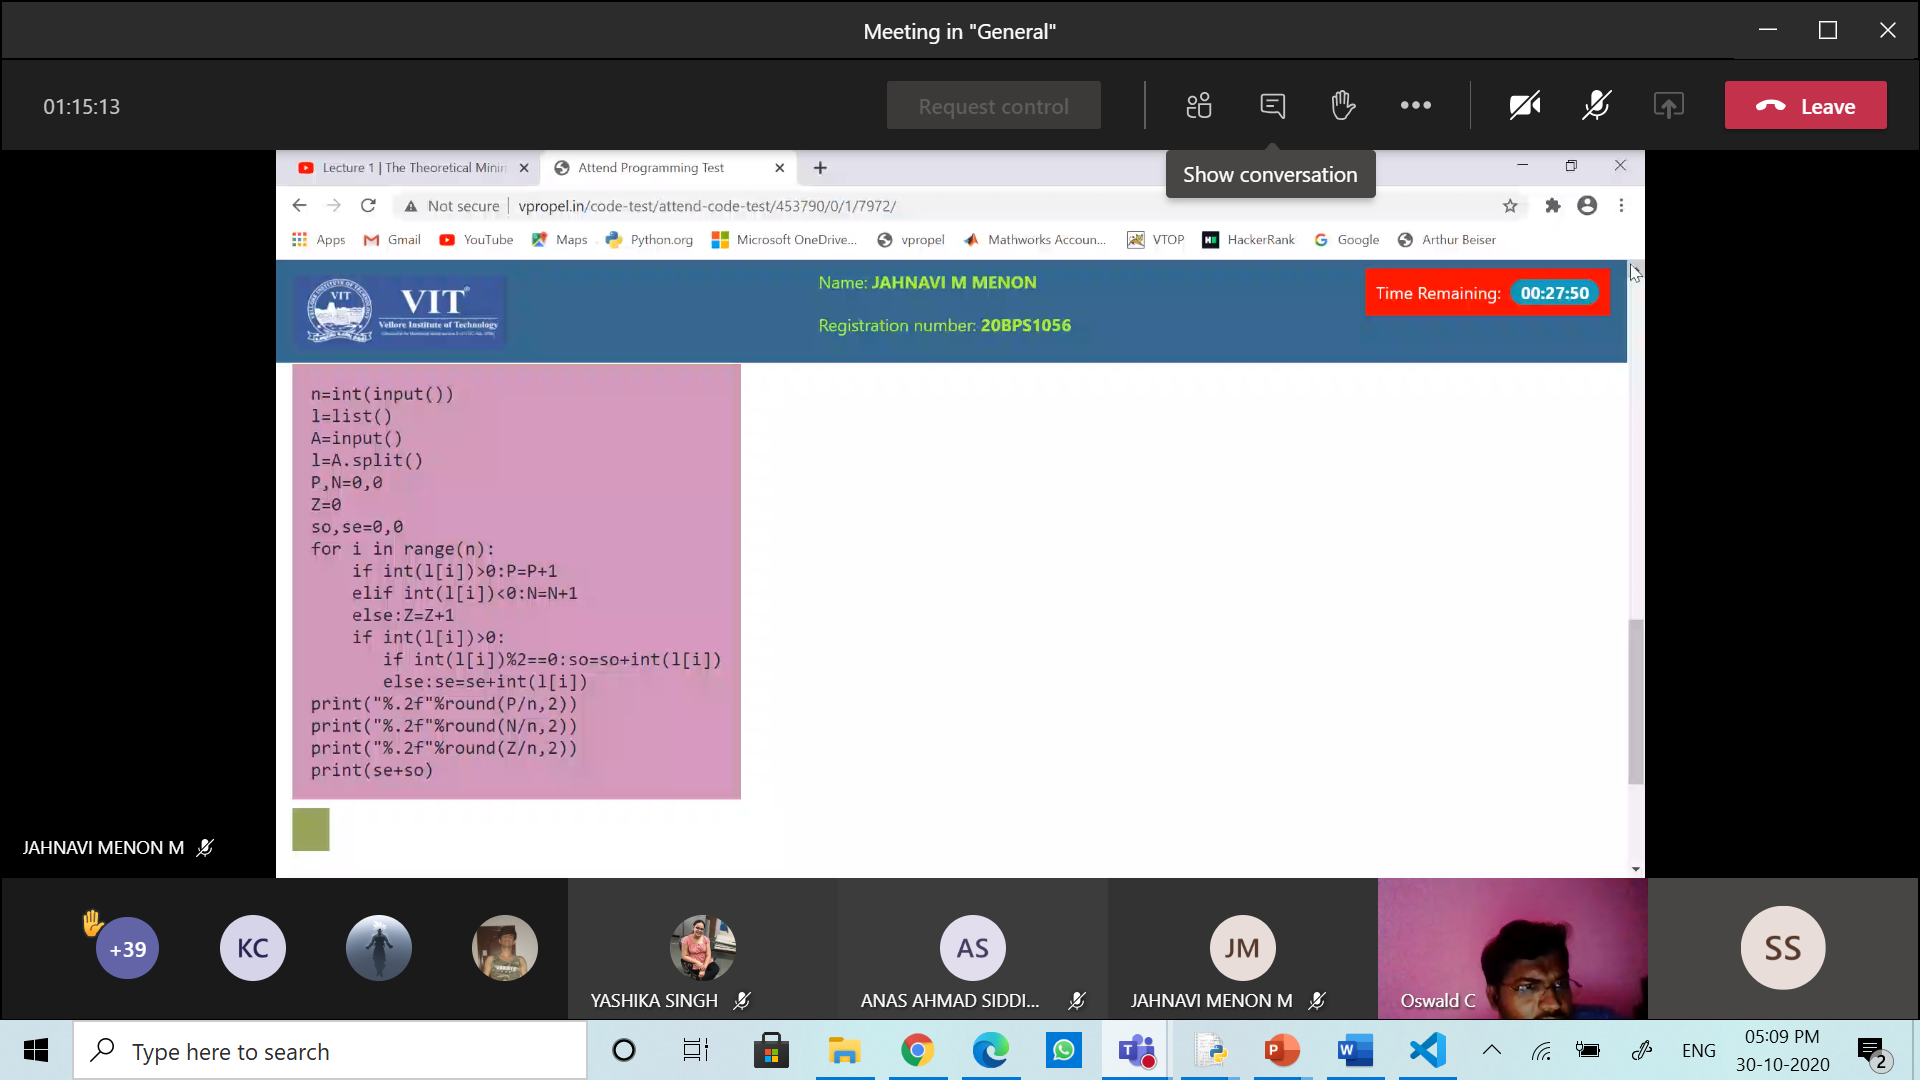 Meeting in "General"
01:15:13
Request control
Leave
Show conversation
Lecture 1 | The Theoretical Minim
Attend Programming Test
Not secure
vpropel.in/code-test/attend-code-test/453790/0/1/7972/
Apps
Gmail
YouTube
Maps
Python.org
Microsoft OneDrive...
vpropel
Mathworks Accoun...
VTOP
HackerRank
Google
Arthur Beiser
VIT
VIT
Vellore Institute of Technology
Name: JAHNAVI M MENON
Registration number: 20BPS1056
Time Remaining: 00:27:50
n=int(input())
l=list()
A=input()
l=A.split()
P,N=0,0
Z=0
so,se=0,0
for i in range(n):
    if int(l[i])>0:P=P+1
    elif int(l[i])<0:N=N+1
    else:Z=Z+1
    if int(l[i])>0:
       if int(l[i])%2==0:so=so+int(l[i])
       else:se=se+int(l[i])
print("%.2f"%round(P/n,2))
print("%.2f"%round(N/n,2))
print("%.2f"%round(Z/n,2))
print(se+so)
JAHNAVI MENON M
+39
KC
YASHIKA SINGH
AS
ANAS AHMAD SIDDI...
JM
JAHNAVI MENON M
Oswald C
SS
Type here to search
ENG
05:09 PM
30-10-2020
2